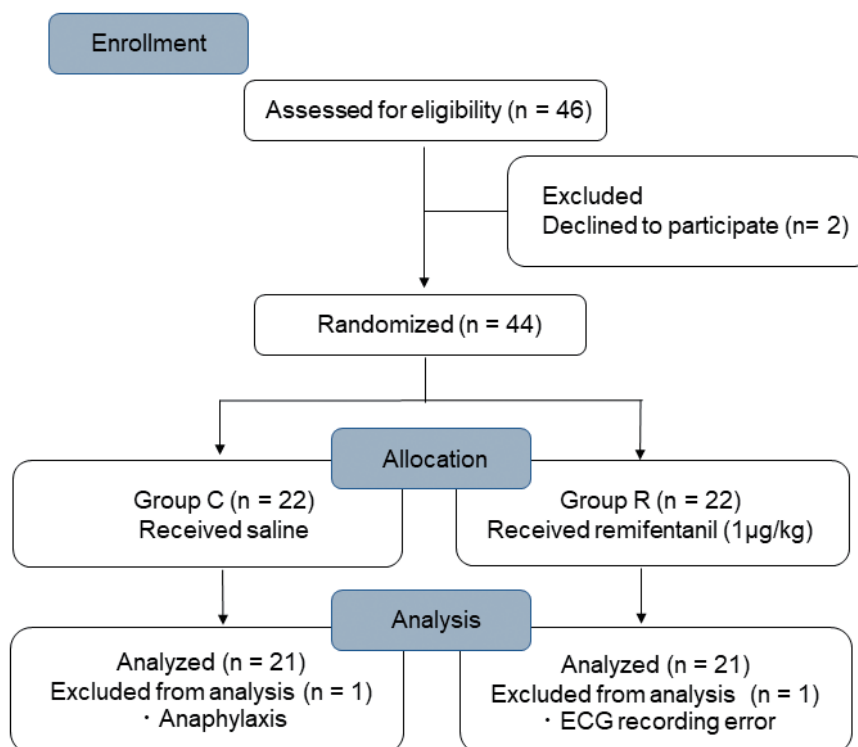 Enrollment
Assessed for eligibility (n = 46)
Excluded
Declined to participate (n= 2)
Randomized (n = 44)
Allocation
Group C (n = 22)
Received saline
Group R (n = 22)
Received remifentanil (1µg/kg)
Analysis
Analyzed (n = 21)
Excluded from analysis (n = 1)
・Anaphylaxis
Analyzed (n = 21)
Excluded from analysis (n = 1)
・ECG recording error